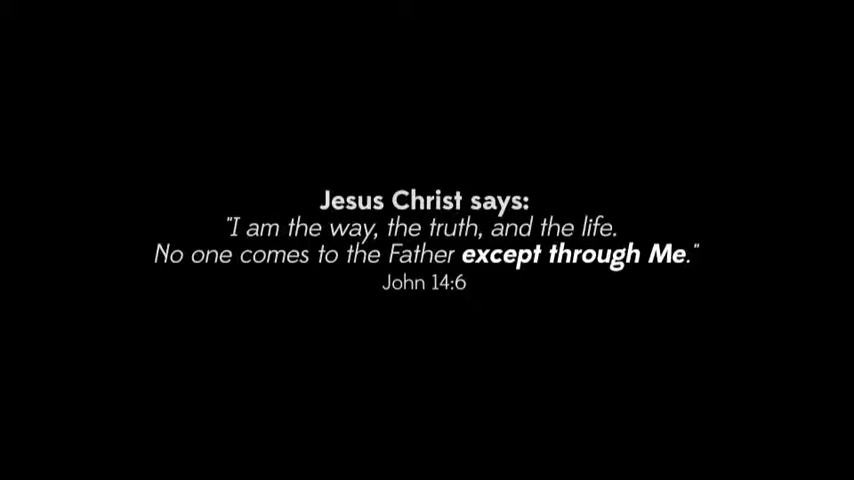 Jesus Christ says:
"I am the way, the truth, and the life.
No one comes to the Father except through Me."
John 14:6